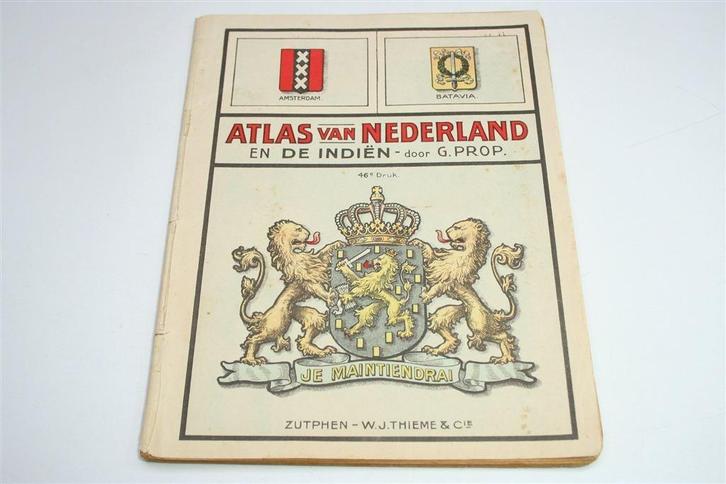 AMSTERDAM.
BATAVIA.
ATLAS VAN NEDERLAND
EN DE INDIËN - door G. PROP.
46e Druk.
JE MAINTIENDRAI
ZUTPHEN - W.J. THIEME & CIE